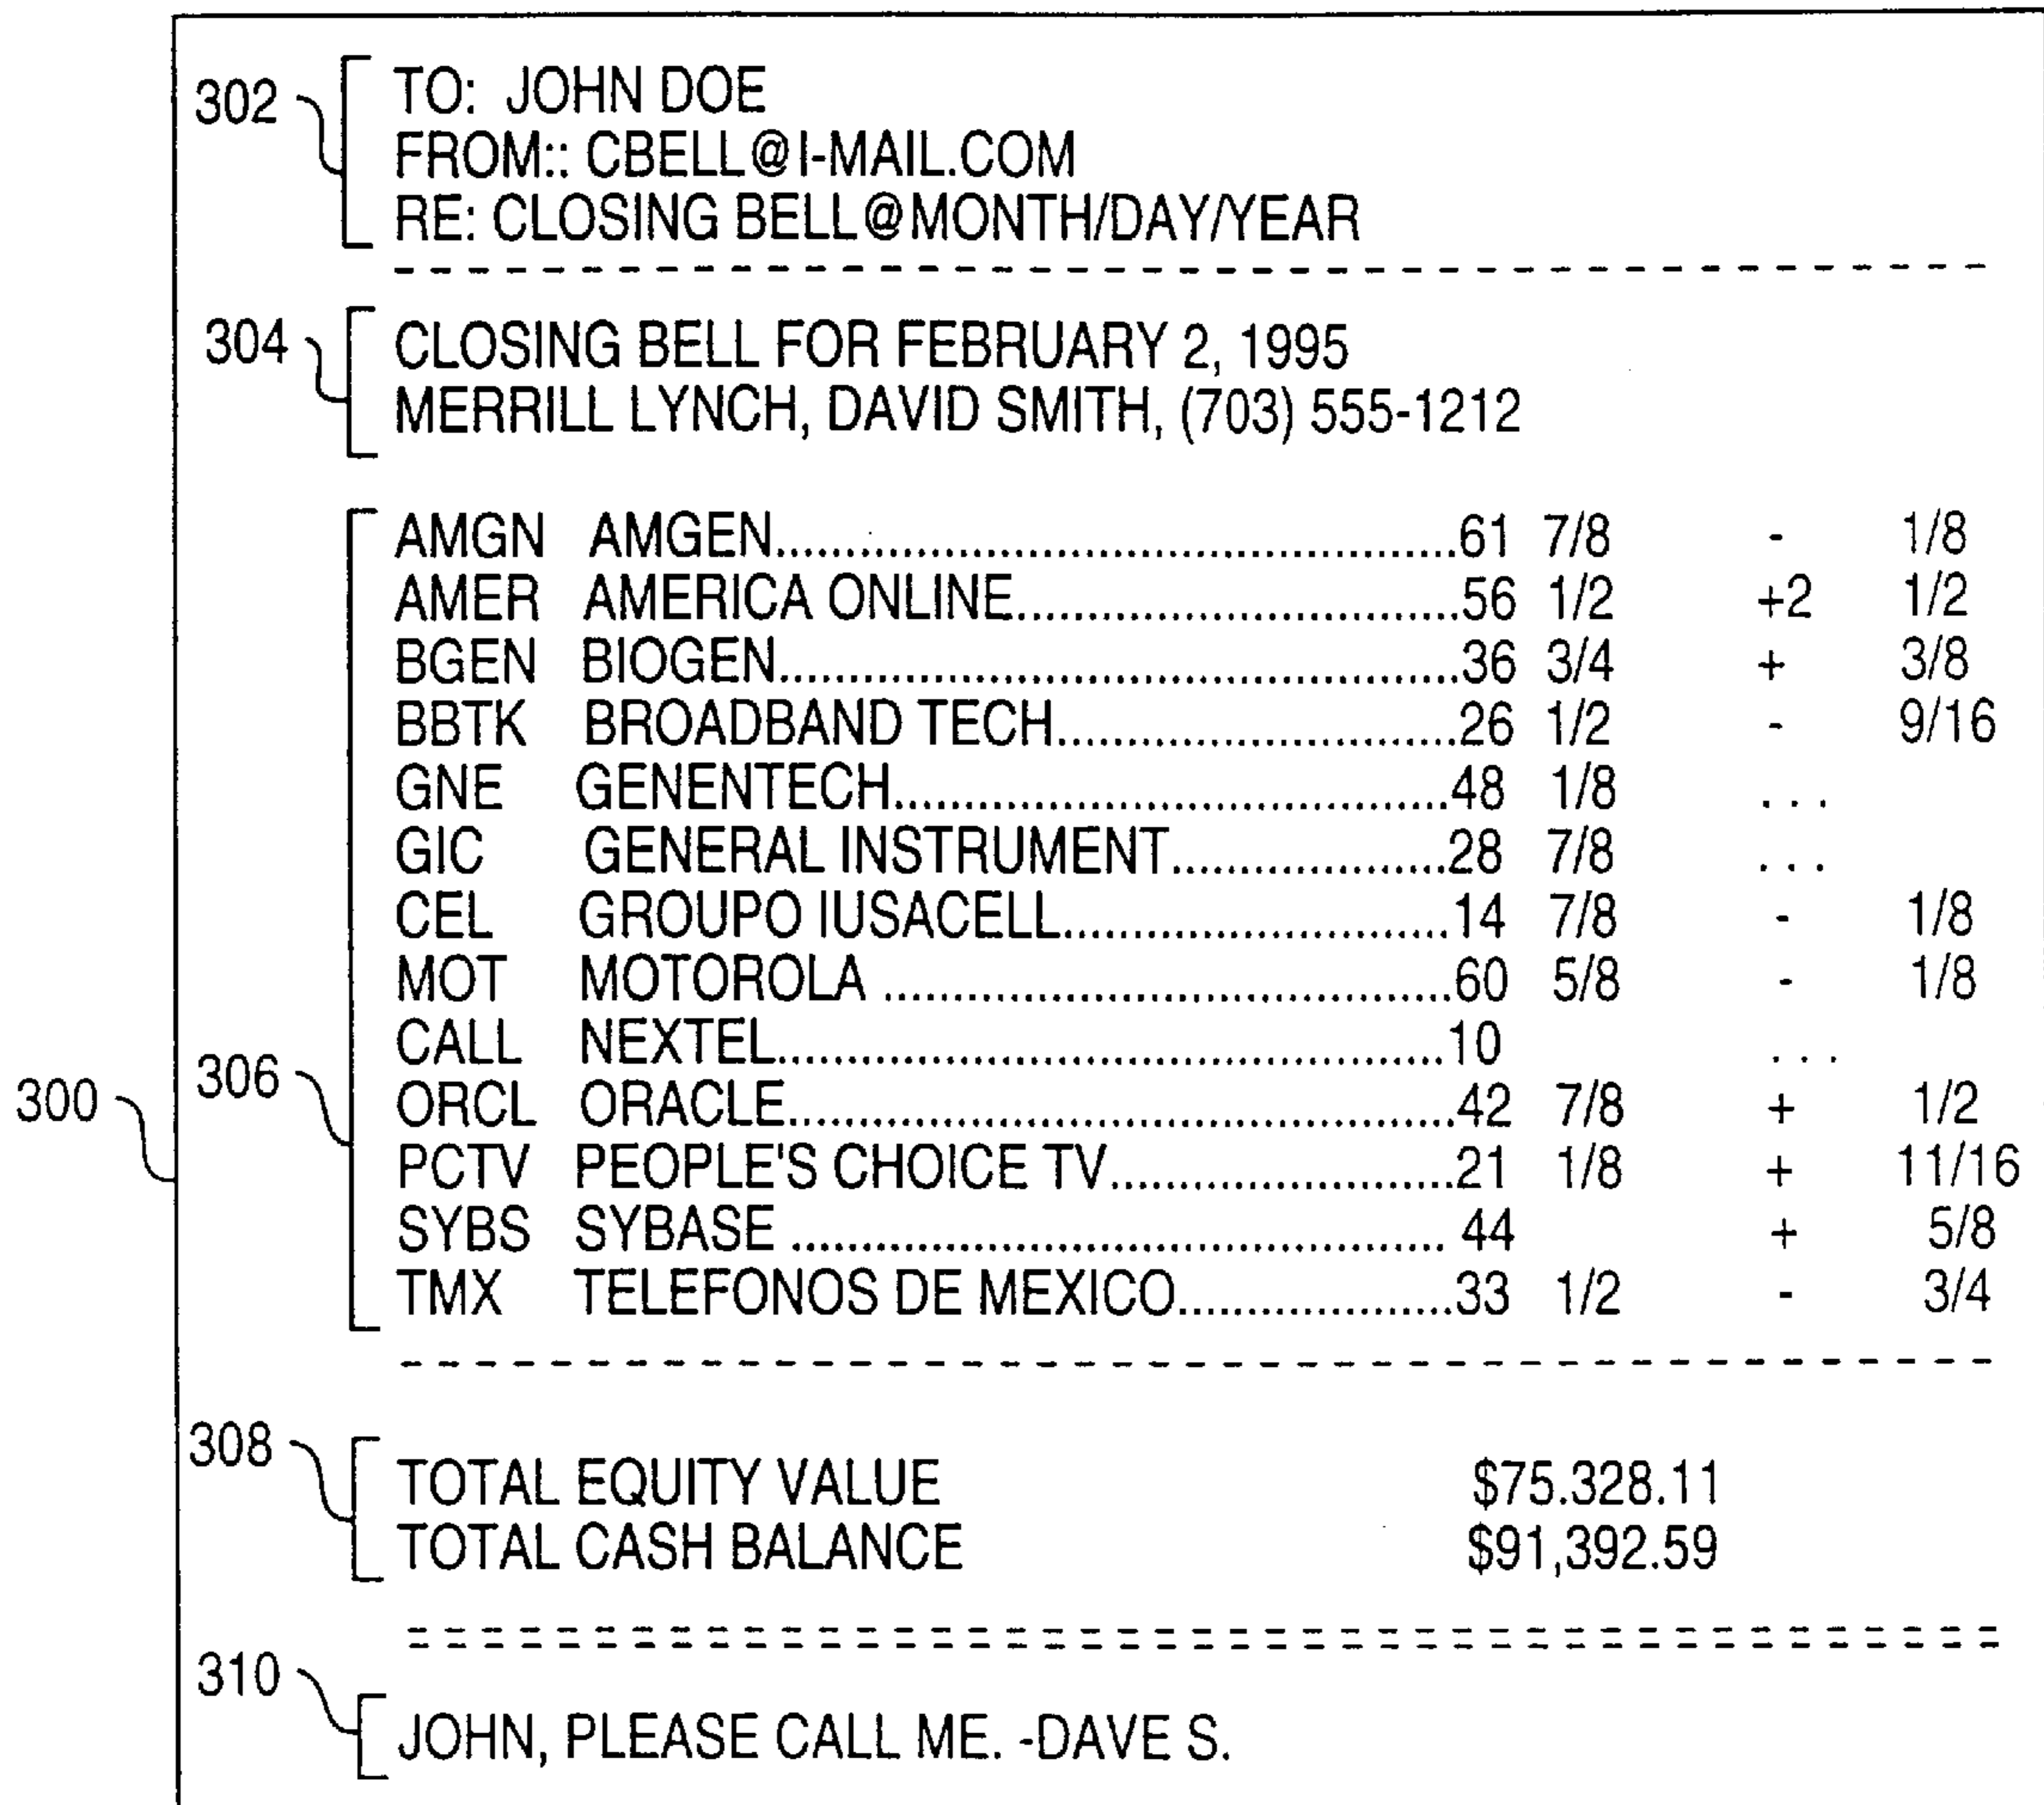 302 TO: JOHN DOE
FROM:: CBELL@I-MAIL.COM
RE: CLOSING BELL@MONTH/DAY/YEAR
304 CLOSING BELL FOR FEBRUARY 2, 1995
MERRILL LYNCH, DAVID SMITH, (703) 555-1212
AMGN AMGEN................................................61 7/8 - 1/8
AMER AMERICA ONLINE...............................56 1/2 +2 1/2
BGEN BIOGEN................................................36 3/4 + 3/8
BBTK BROADBAND TECH............................26 1/2 - 9/16
GNE GENENTECH.......................................48 1/8 ...
GIC GENERAL INSTRUMENT...................28 7/8 ...
CEL GROUPO IUSACELL...........................14 7/8 - 1/8
MOT MOTOROLA ........................................60 5/8 - 1/8
CALL NEXTEL...............................................10 ...
300 306 ORCL ORACLE...............................................42 7/8 + 1/2
PCTV PEOPLE'S CHOICE TV........................21 1/8 + 11/16
SYBS SYBASE .............................................. 44 + 5/8
TMX TELEFONOS DE MEXICO...................33 1/2 - 3/4
308 TOTAL EQUITY VALUE $75.328.11
TOTAL CASH BALANCE $91,392.59
310 JOHN, PLEASE CALL ME. -DAVE S.